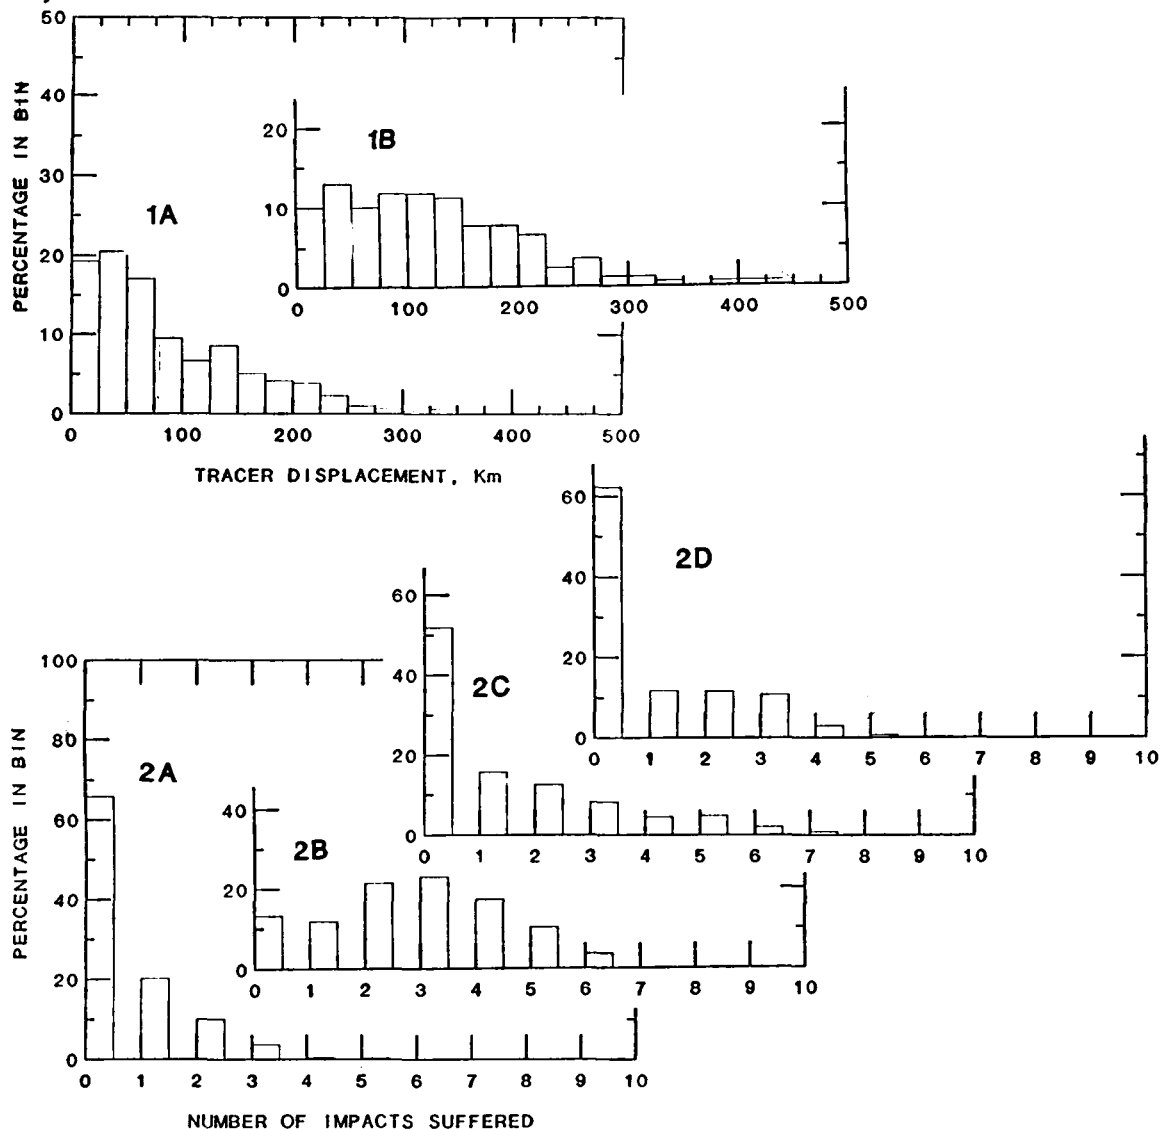 50
40
30
20
10
0
PERCENTAGE IN BIN
1A
0 100 200 300 400 500
TRACER DISPLACEMENT, Km
20
10
0
1B
0 100 200 300 400 500
60
40
20
0
2D
0 1 2 3 4 5 6 7 8 9 10
60
40
20
0
2C
0 1 2 3 4 5 6 7 8 9 10
40
20
0
2B
0 1 2 3 4 5 6 7 8 9 10
100
80
60
40
20
0
PERCENTAGE IN BIN
2A
0 1 2 3 4 5 6 7 8 9 10
NUMBER OF IMPACTS SUFFERED